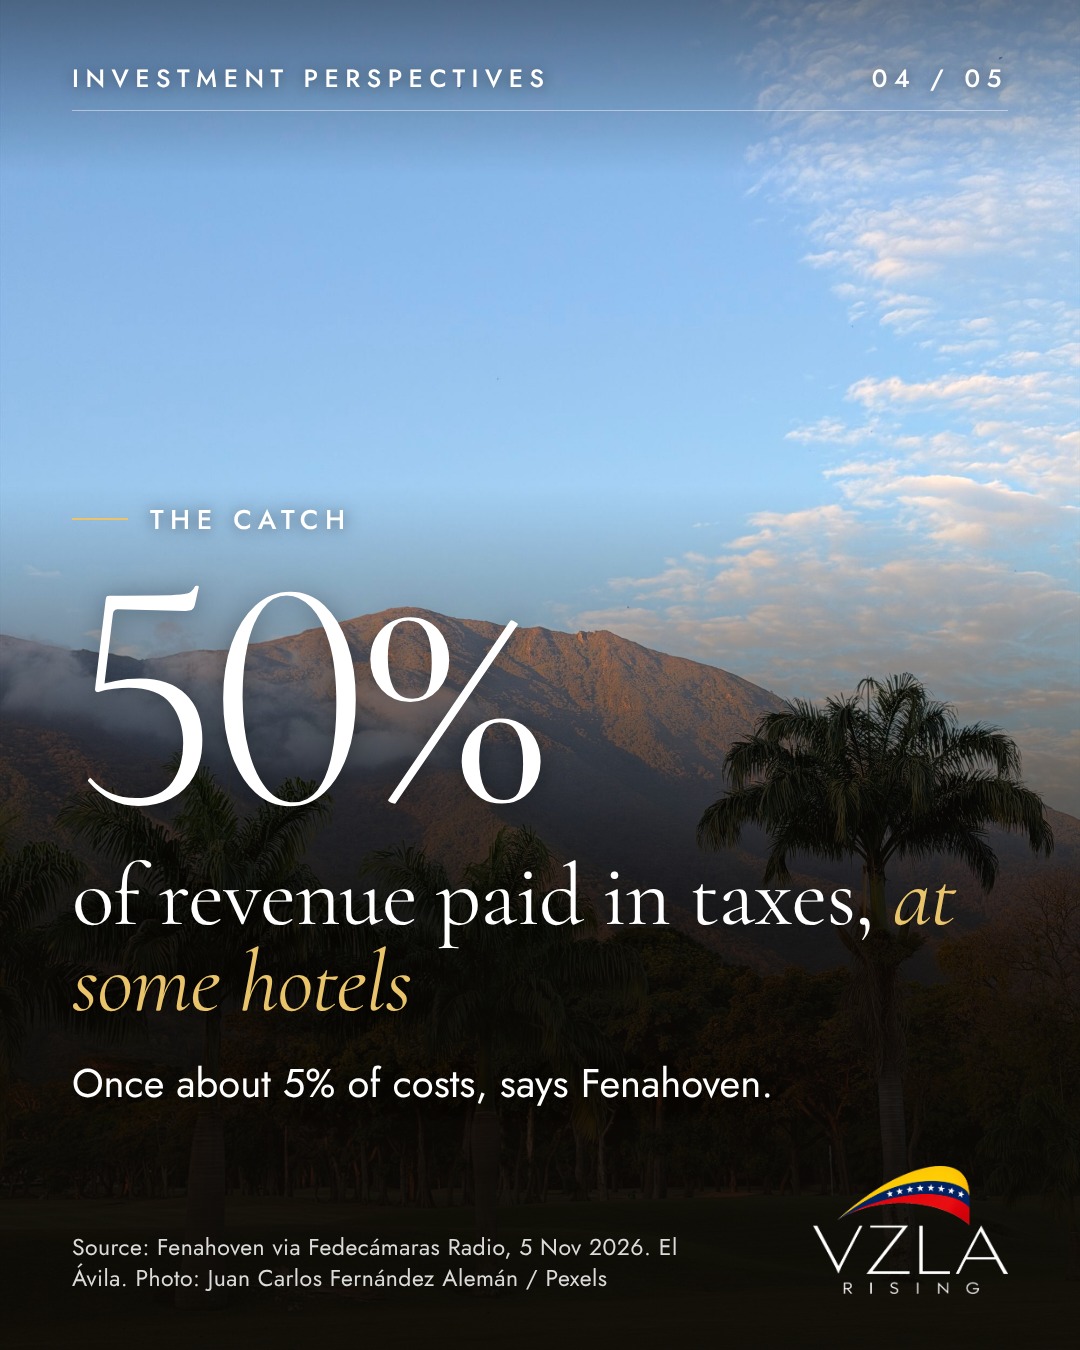 INVESTMENT PERSPECTIVES
04 / 05
THE CATCH
50%
of revenue paid in taxes, at
some hotels
Once about 5% of costs, says Fenahoven.
Source: Fenahoven via Fedecámaras Radio, 5 Nov 2026. El
Ávila. Photo: Juan Carlos Fernández Alemán / Pexels
VZLA
RISING